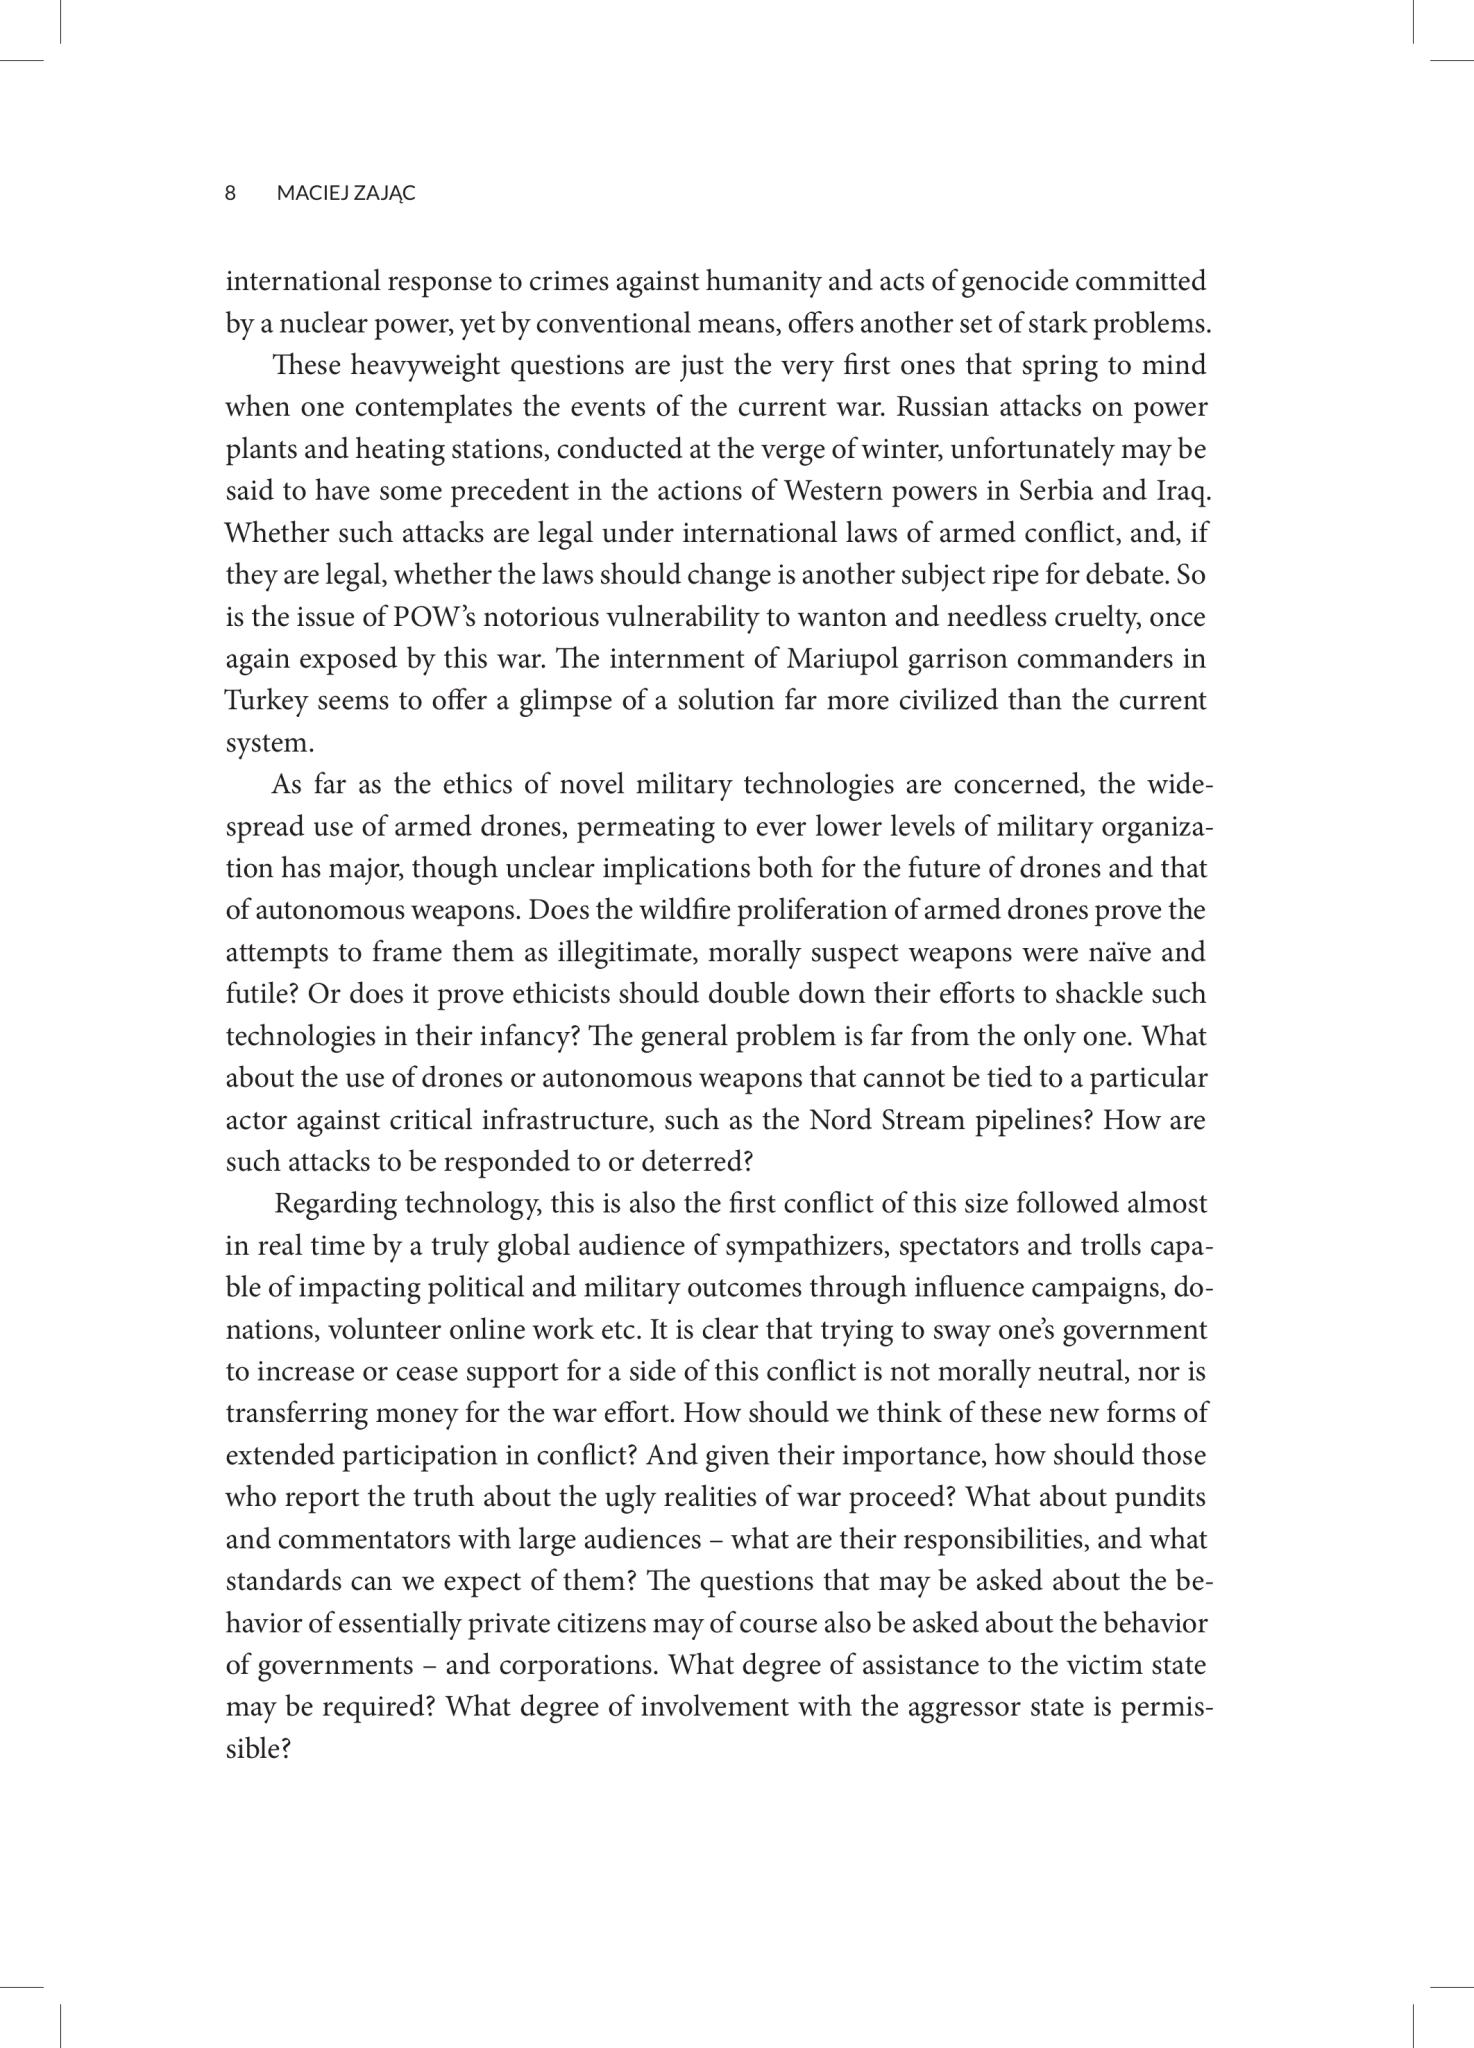 8 MACIEJ ZAJĄC
international response to crimes against humanity and acts of genocide committed
by a nuclear power, yet by conventional means, offers another set of stark problems.
These heavyweight questions are just the very first ones that spring to mind
when one contemplates the events of the current war. Russian attacks on power
plants and heating stations, conducted at the verge of winter, unfortunately may be
said to have some precedent in the actions of Western powers in Serbia and Iraq.
Whether such attacks are legal under international laws of armed conflict, and, if
they are legal, whether the laws should change is another subject ripe for debate. So
is the issue of POW’s notorious vulnerability to wanton and needless cruelty, once
again exposed by this war. The internment of Mariupol garrison commanders in
Turkey seems to offer a glimpse of a solution far more civilized than the current
system.
As far as the ethics of novel military technologies are concerned, the wide-
spread use of armed drones, permeating to ever lower levels of military organiza-
tion has major, though unclear implications both for the future of drones and that
of autonomous weapons. Does the wildfire proliferation of armed drones prove the
attempts to frame them as illegitimate, morally suspect weapons were naïve and
futile? Or does it prove ethicists should double down their efforts to shackle such
technologies in their infancy? The general problem is far from the only one. What
about the use of drones or autonomous weapons that cannot be tied to a particular
actor against critical infrastructure, such as the Nord Stream pipelines? How are
such attacks to be responded to or deterred?
Regarding technology, this is also the first conflict of this size followed almost
in real time by a truly global audience of sympathizers, spectators and trolls capa-
ble of impacting political and military outcomes through influence campaigns, do-
nations, volunteer online work etc. It is clear that trying to sway one’s government
to increase or cease support for a side of this conflict is not morally neutral, nor is
transferring money for the war effort. How should we think of these new forms of
extended participation in conflict? And given their importance, how should those
who report the truth about the ugly realities of war proceed? What about pundits
and commentators with large audiences – what are their responsibilities, and what
standards can we expect of them? The questions that may be asked about the be-
havior of essentially private citizens may of course also be asked about the behavior
of governments – and corporations. What degree of assistance to the victim state
may be required? What degree of involvement with the aggressor state is permis-
sible?